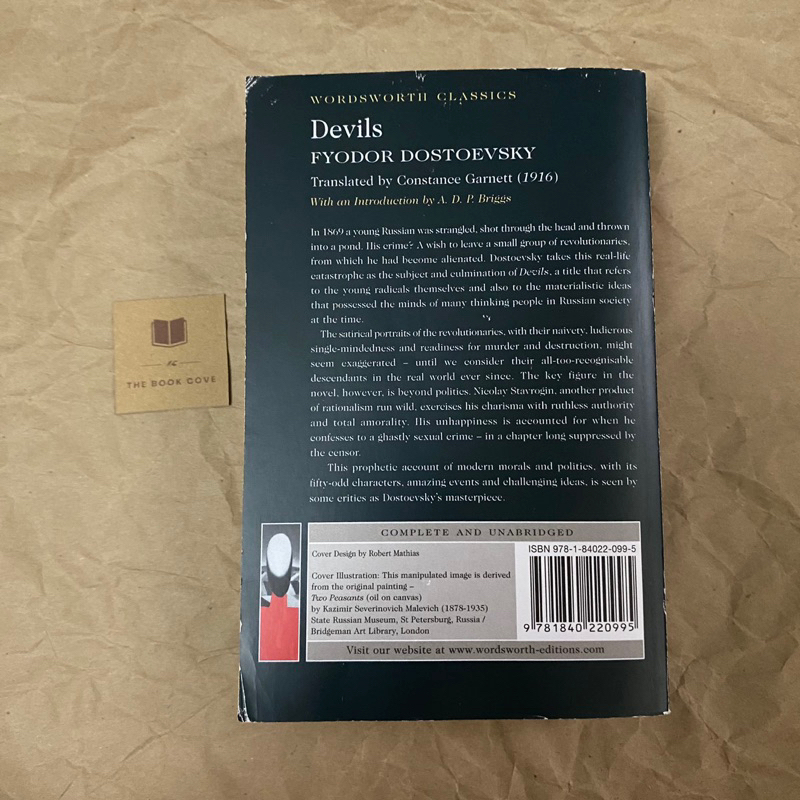 WORDSWORTH CLASSICS
Devils
FYODOR DOSTOEVSKY
Translated by Constance Garnett (1916)
With an Introduction by A. D. P. Briggs
In 1869 a young Russian was strangled, shot through the head and thrown
into a pond. His crime? A wish to leave a small group of revolutionaries,
from which he had become alienated. Dostoevsky takes this real-life
catastrophe as the subject and culmination of Devils, a title that refers
to the young radicals themselves and also to the materialistic ideas
that possessed the minds of many thinking people in Russian society
at the time.
The satirical portraits of the revolutionaries, with their naivety, ludicrous
single-mindedness and readiness for murder and destruction, might
seem exaggerated – until we consider their all-too-recognisable
descendants in the real world ever since. The key figure in the
novel, however, is beyond politics. Nicolay Stavrogin, another product
of rationalism run wild, exercises his charisma with ruthless authority
and total amorality. His unhappiness is accounted for when he
confesses to a ghastly sexual crime – in a chapter long suppressed by
the censor.
This prophetic account of modern morals and politics, with its
fifty-odd characters, amazing events and challenging ideas, is seen by
some critics as Dostoevsky's masterpiece.
COMPLETE AND UNABRIDGED
Cover Design by Robert Mathias
Cover Illustration: This manipulated image is derived
from the original painting –
Two Peasants (oil on canvas)
by Kazimir Severinovich Malevich (1878-1935)
State Russian Museum, St Petersburg, Russia /
Bridgeman Art Library, London
ISBN 978-1-84022-099-5
9 781840 220995
Visit our website at www.wordsworth-editions.com
THE BOOK COVE